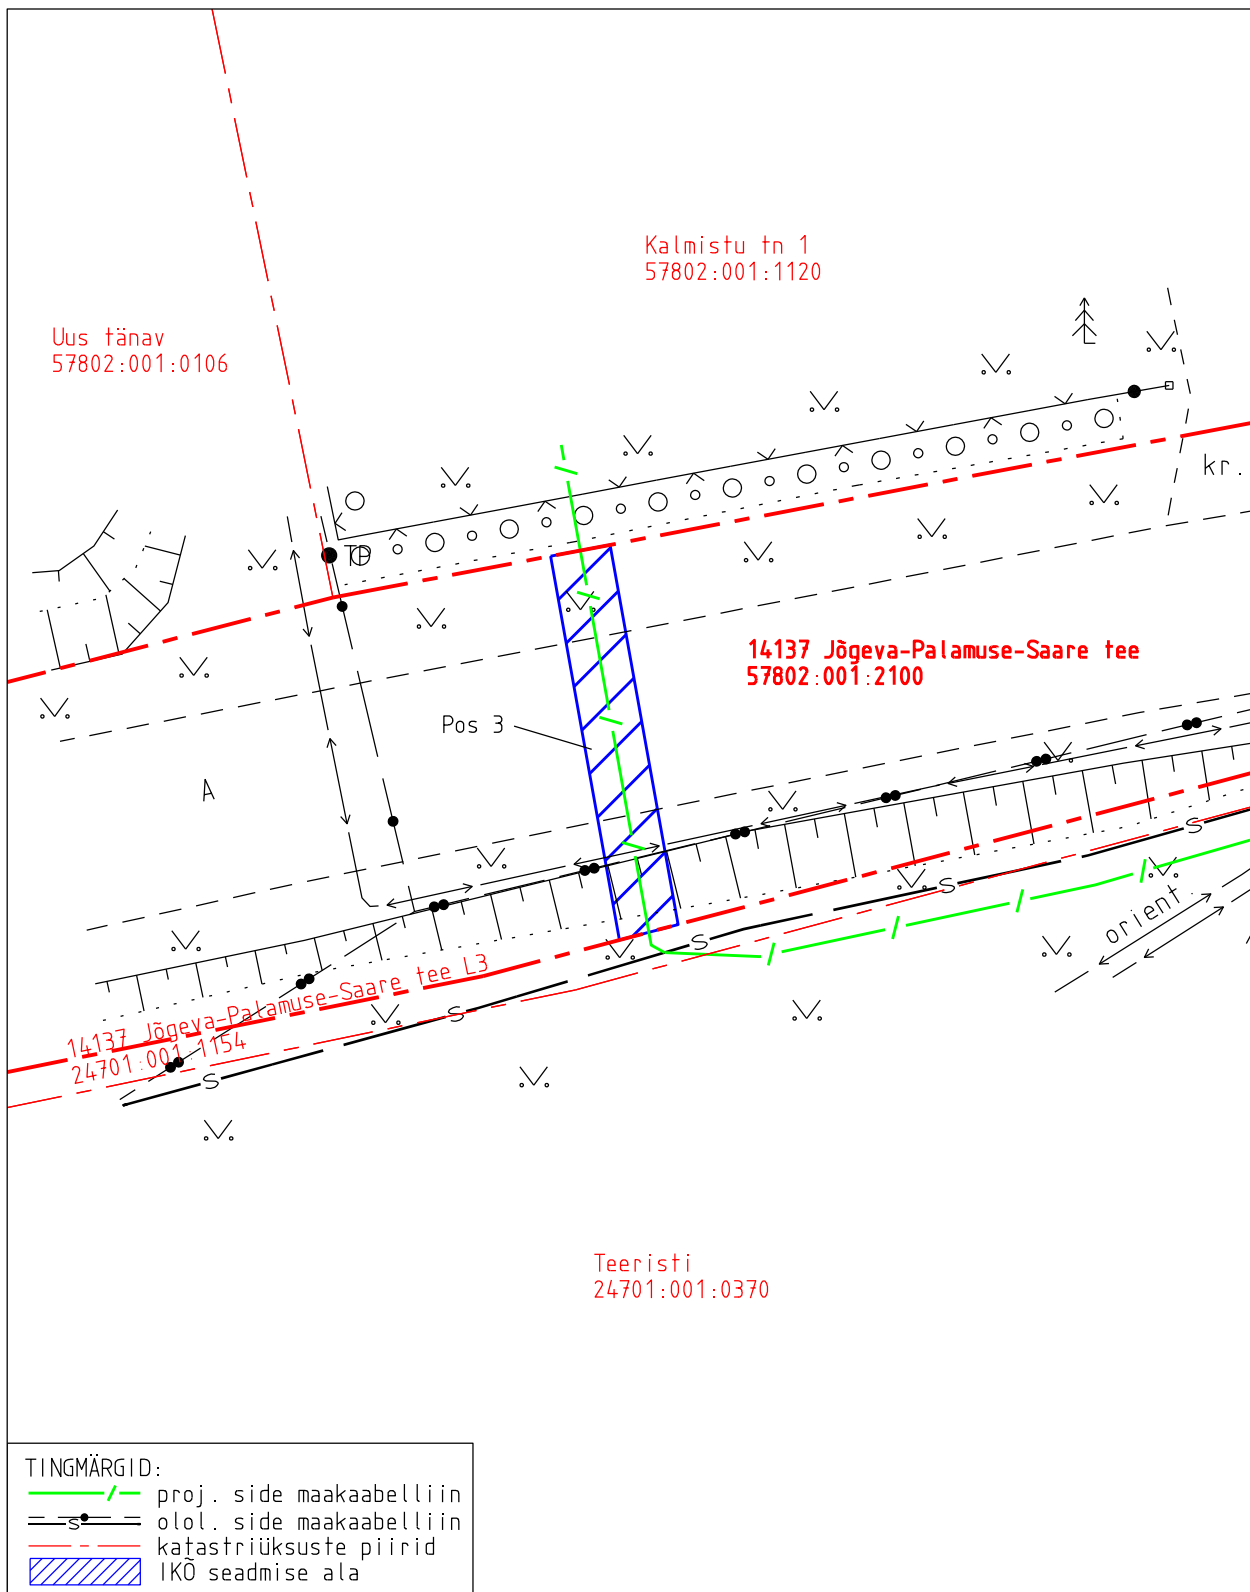 Kalmistu tn 1
57802:001:1120
Uus tänav
57802:001:0106
kr.
TP
14137 Jõgeva-Palamuse-Saare tee
57802:001:2100
Pos 3
A
S
S
orient
S
14137 Jõgeva-Palamuse-Saare tee L3
24701:001 1154
S
S
Teeristi
24701:001:0370
TINGMÄRGID:
proj. side maakaabelliin
S
olol. side maakaabelliin
katastriüksuste piirid
IKÕ seadmise ala